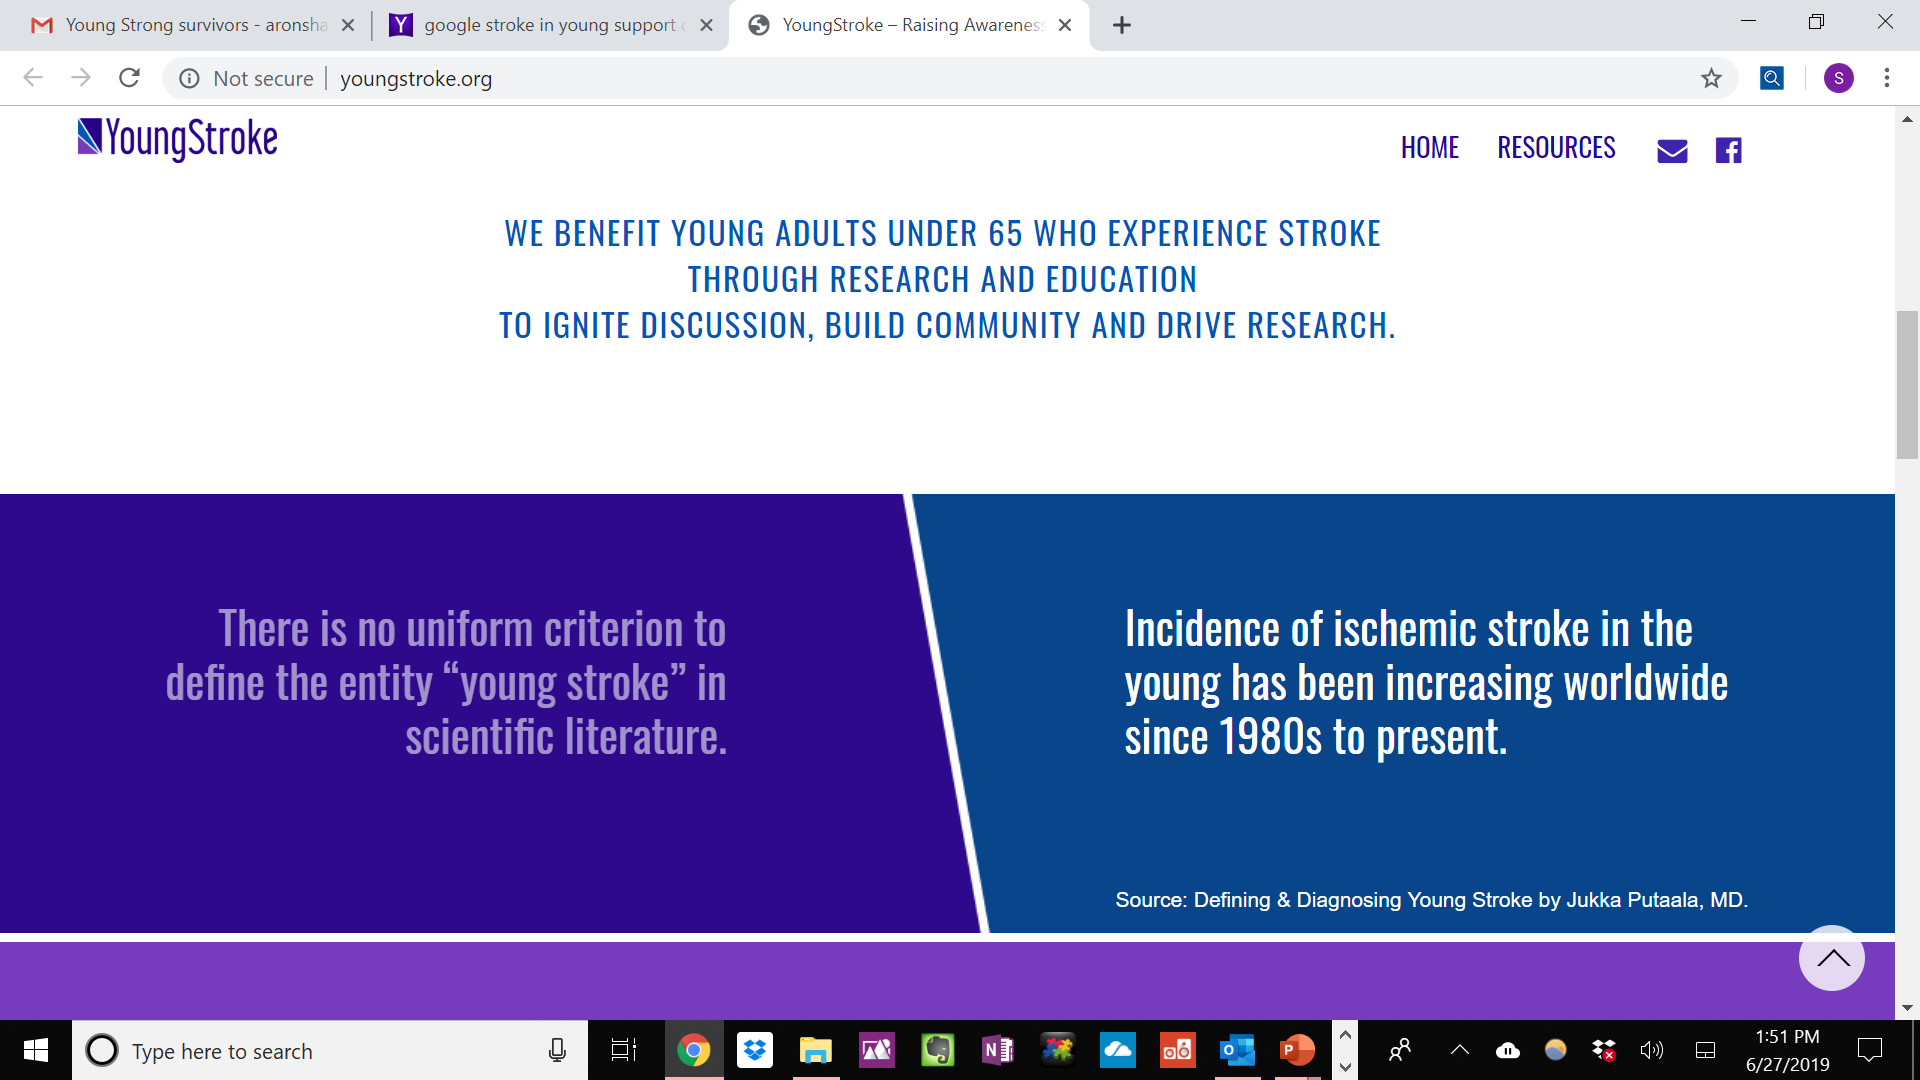 Young Strong survivors - aronsha
google stroke in young support
YoungStroke – Raising Awareness
Not secure
youngstroke.org
S
YoungStroke
HOME
RESOURCES
WE BENEFIT YOUNG ADULTS UNDER 65 WHO EXPERIENCE STROKE
THROUGH RESEARCH AND EDUCATION
TO IGNITE DISCUSSION, BUILD COMMUNITY AND DRIVE RESEARCH.
There is no uniform criterion to
define the entity “young stroke” in
scientific literature.
Incidence of ischemic stroke in the
young has been increasing worldwide
since 1980s to present.
Source: Defining & Diagnosing Young Stroke by Jukka Putaala, MD.
Type here to search
1:51 PM
6/27/2019